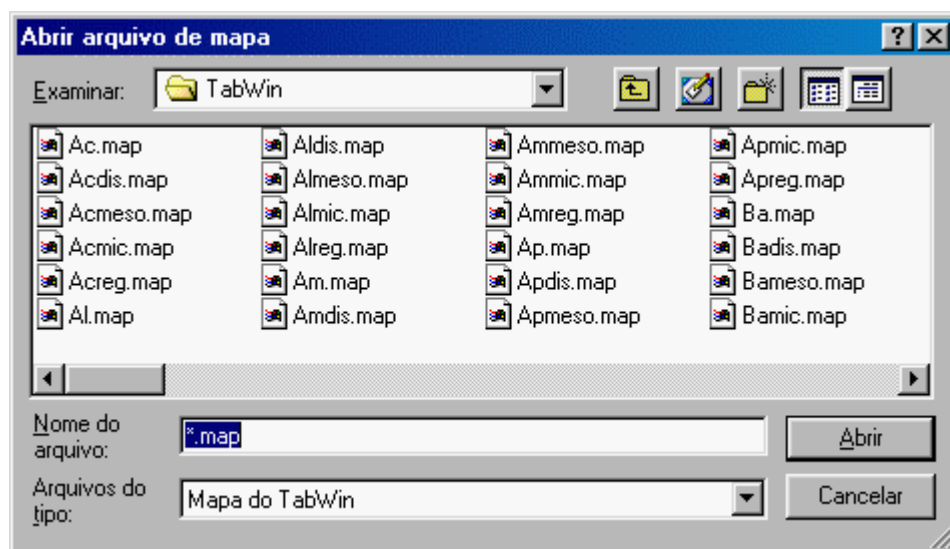 Abrir arquivo de mapa
Examinar: TabWin
Ac.map Aldis.map Ammeso.map Apmic.map
Acdis.map Almeso.map Ammic.map Apreg.map
Acmeso.map Almic.map Amreg.map Ba.map
Acmic.map Alreg.map Ap.map Badis.map
Acreg.map Am.map Apdis.map Bameso.map
Al.map Amdis.map Apmeso.map Bamic.map
Nome do
arquivo: *.map Abrir
Arquivos do
tipo: Mapa do TabWin Cancelar